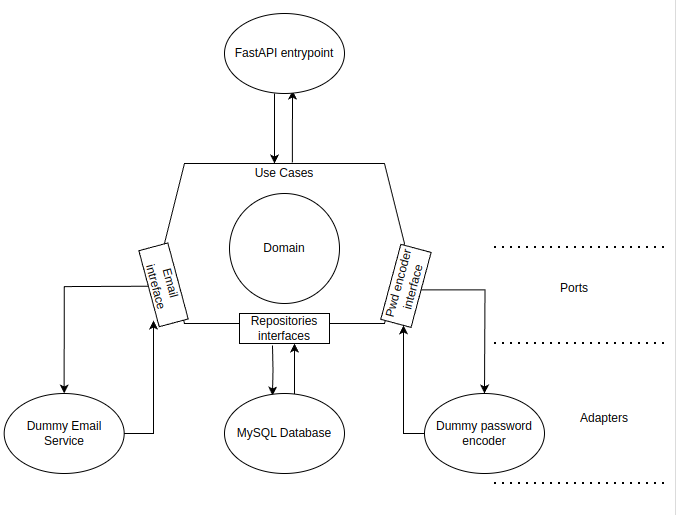 FastAPI entrypoint
Use Cases
Domain
Email
intreface
Pwd encoder
interface
Ports
Repositories
interfaces
Dummy Email
Service
MySQL Database
Dummy password
encoder
Adapters